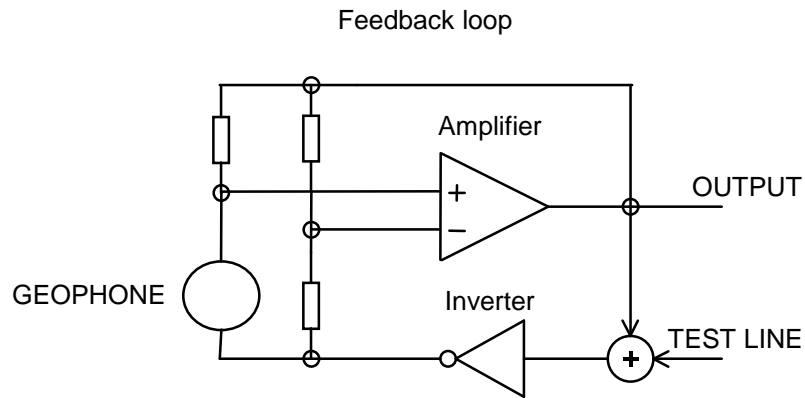 Feedback loop
Amplifier
+
−
OUTPUT
GEOPHONE
Inverter
TEST LINE
+